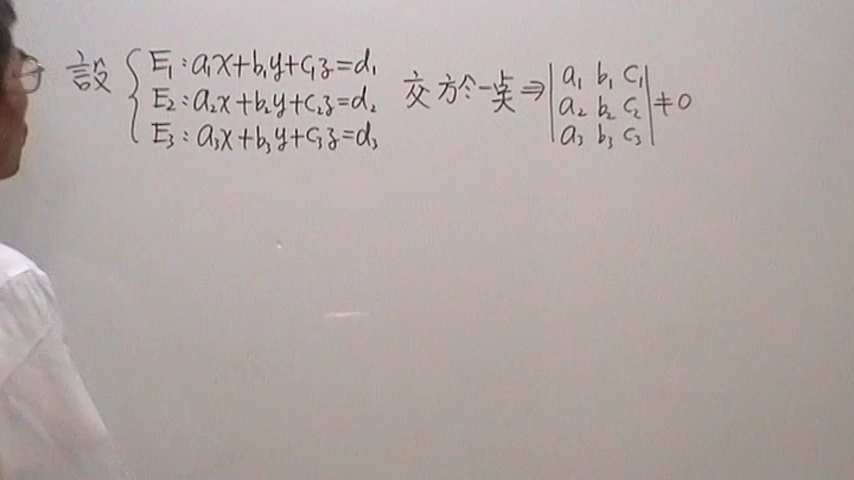 設 { E₁ : a₁x+b₁y+c₁z=d₁
E₂ : a₂x+b₂y+c₂z=d₂ 交於一點 ⇒ | a₁ b₁ c₁ |
E₃ : a₃x+b₃y+c₃z=d₃ | a₂ b₂ c₂ | ≠0
| a₃ b₃ c₃ |